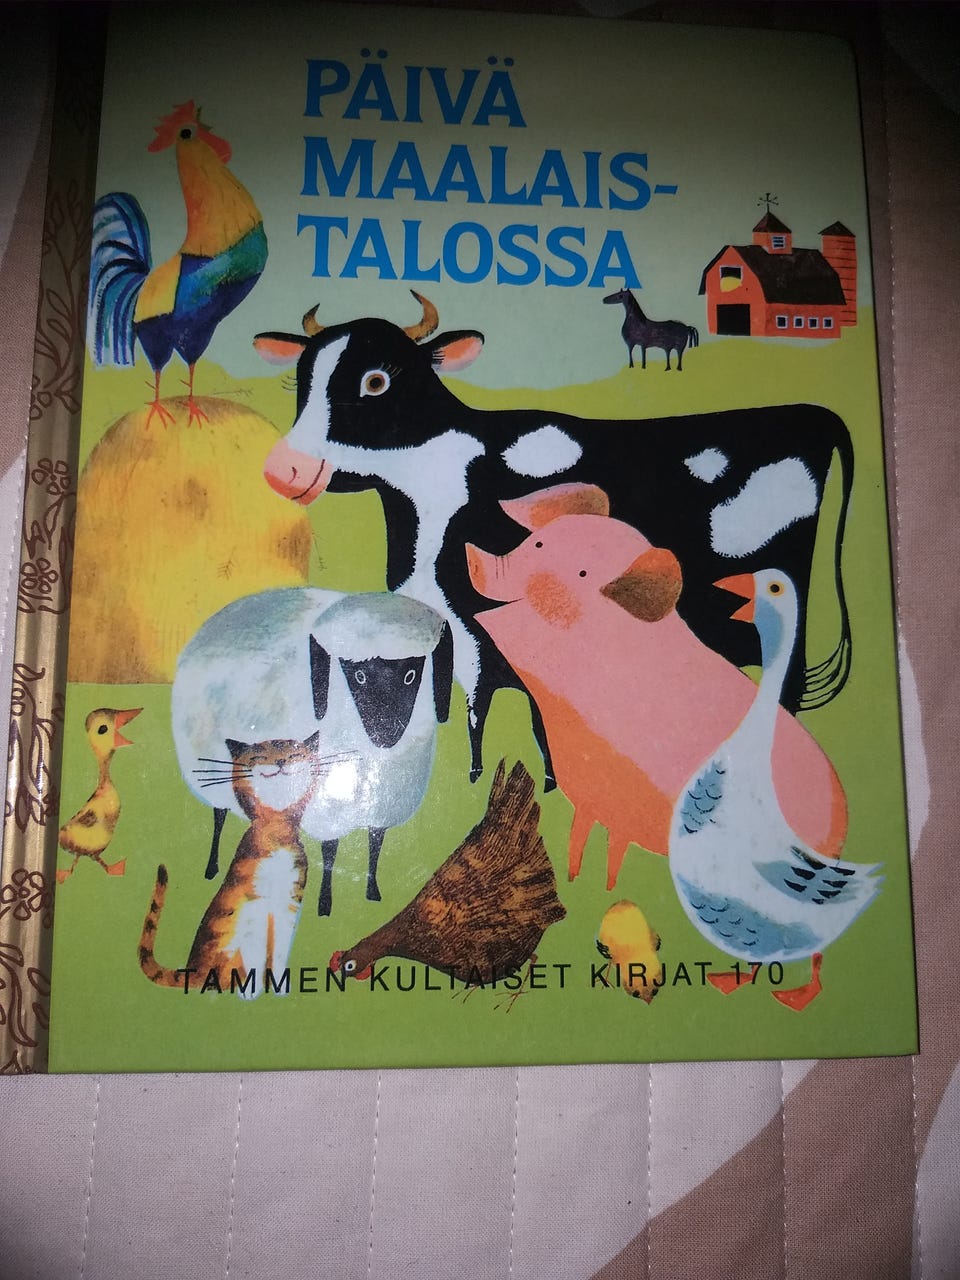 PÄIVÄ
MAALAIS-
TALOSSA
TAMMEN KULTAISET KIRJAT 170